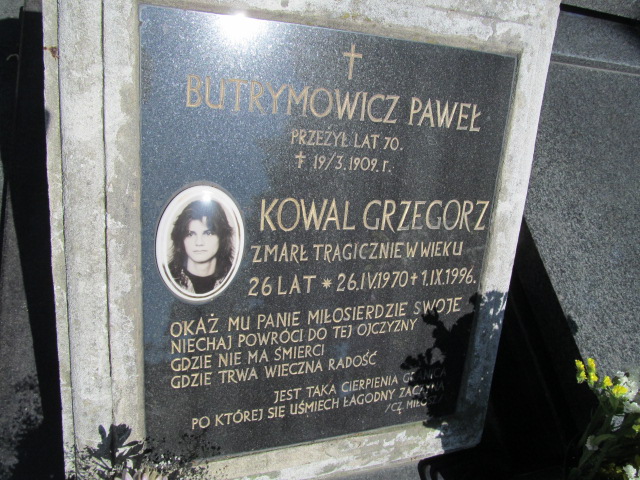 BUTRYMOWICZ PAWEŁ
PRZEŻYŁ LAT 70.
✝ 19/3.1909.r.
KOWAL GRZEGORZ
ZMARŁ TRAGICZNIE W WIEKU
26 LAT * 26.IV.1970 ✝ 1.IX.1996.
OKAŻ MU PANIE MIŁOSIERDZIE SWOJE
NIECHAJ POWRÓCI DO TEJ OJCZYZNY
GDZIE NIE MA ŚMIERCI
GDZIE TRWA WIECZNA RADOŚĆ
JEST TAKA CIERPIENIA
PO KTÓREJ SIĘ UŚMIECH ŁAGODNY
/CZ.